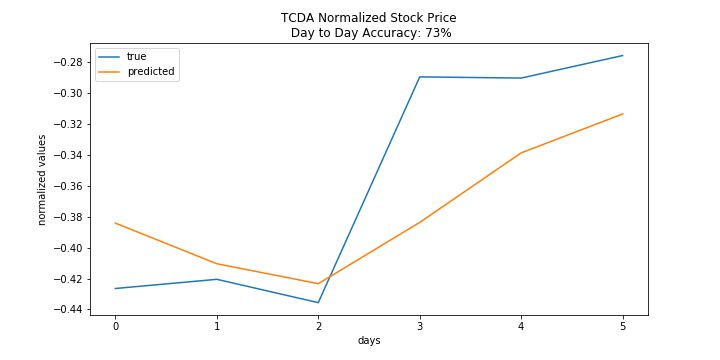 TCDA Normalized Stock Price
Day to Day Accuracy: 73%
true
predicted
normalized values
−0.28
−0.30
−0.32
−0.34
−0.36
−0.38
−0.40
−0.42
−0.44
0 1 2 3 4 5
days